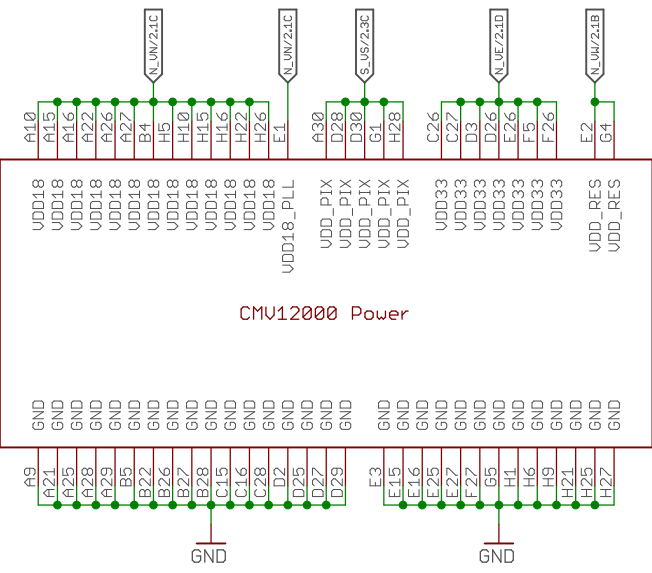 N_VN/2.1C
N_VN/2.1C
S_VS/2.3C
N_VE/2.1D
N_VW/2.1B
A10 A15 A16 A22 A26 A27 B4 H5 H10 H15 H16 H22 H26 E1 A30 D28 D30 G1 H28 C26 C27 D3 D26 E26 F5 F26 E2 G4
VDD18 VDD18 VDD18 VDD18 VDD18 VDD18 VDD18 VDD18 VDD18 VDD18 VDD18 VDD18 VDD18 VDD18_PLL VDD_PIX VDD_PIX VDD_PIX VDD_PIX VDD_PIX VDD33 VDD33 VDD33 VDD33 VDD33 VDD33 VDD33 VDD_RES VDD_RES
CMV12000 Power
GND GND GND GND GND GND GND GND GND GND GND GND GND GND GND GND GND GND GND GND GND GND GND GND GND GND GND GND GND GND
A9 A21 A25 A28 A29 B5 B22 B26 B27 B28 C15 C16 C28 D2 D25 D27 D29 E3 E15 E16 E25 E27 F27 G5 H1 H6 H9 H21 H25 H27
GND GND